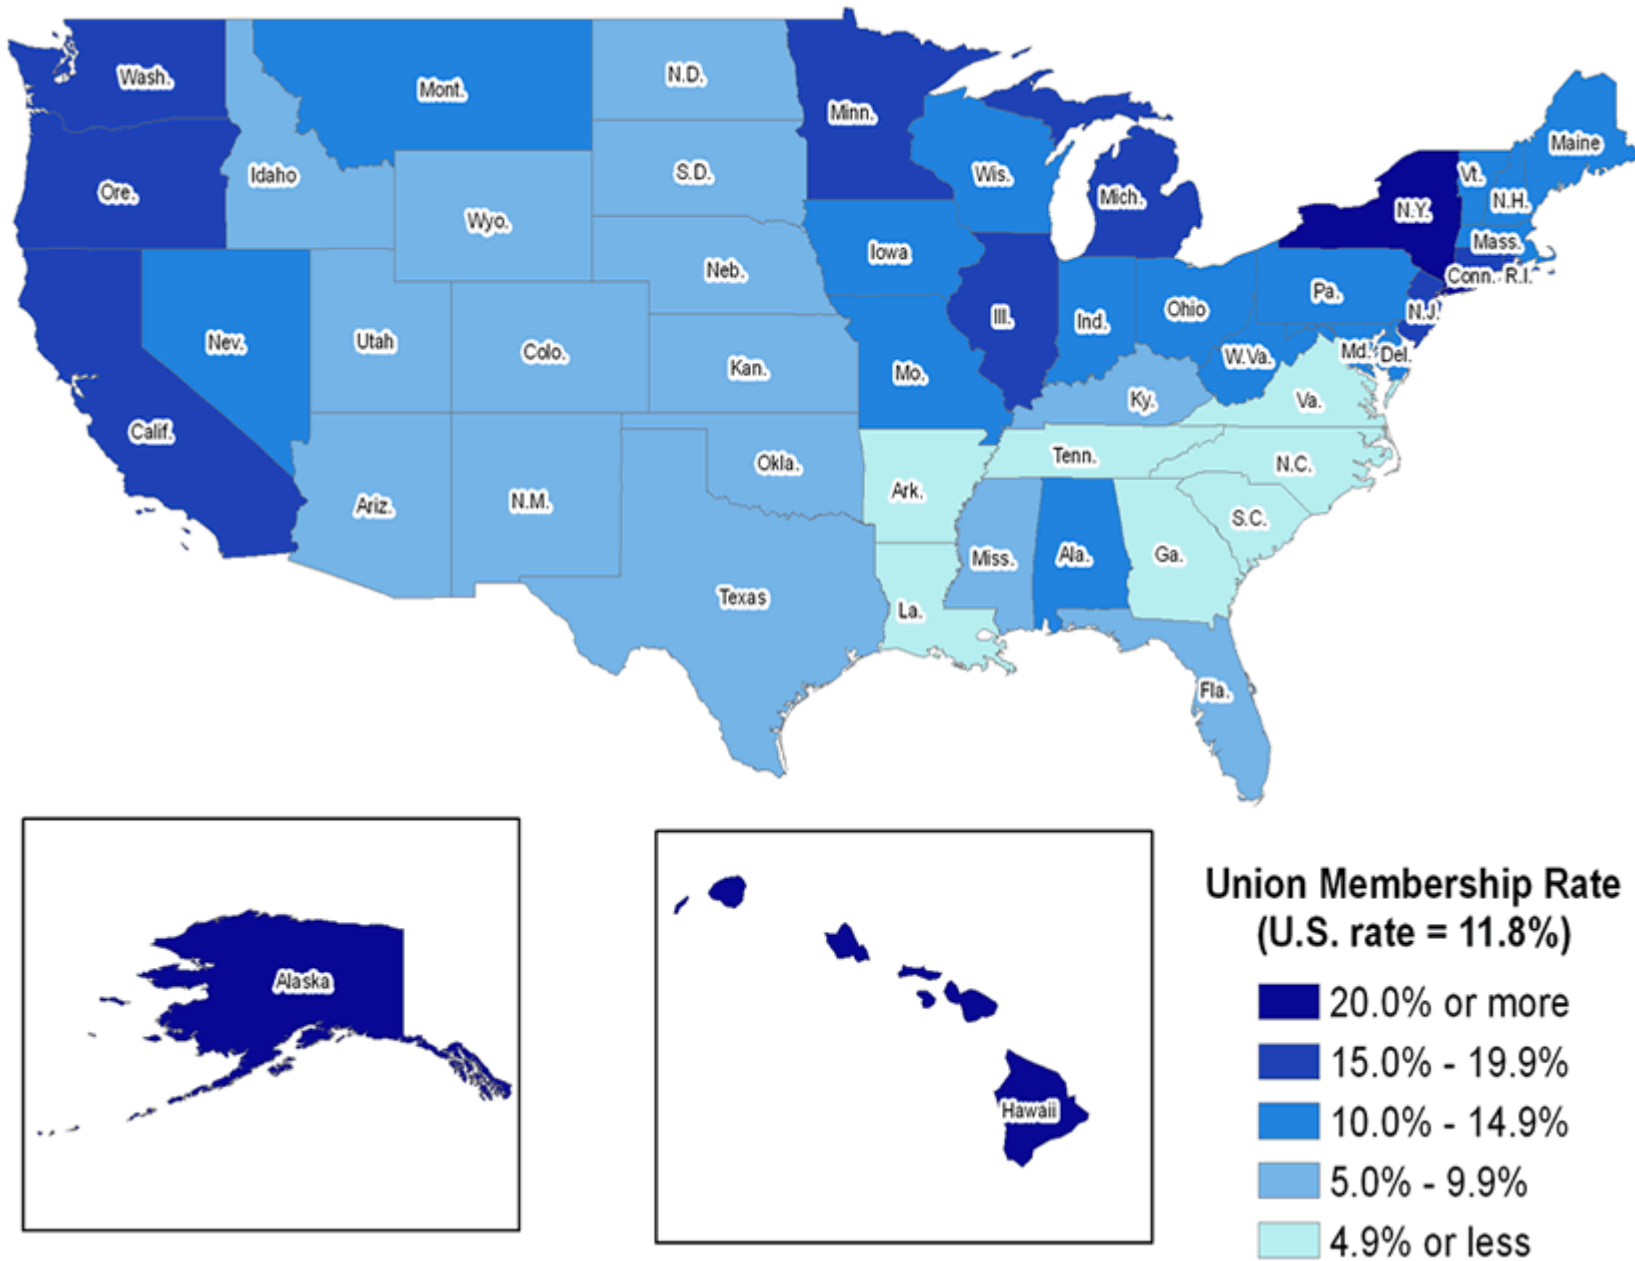 Wash.
Mont.
N.D.
Minn.
Maine
Ore.
Idaho
S.D.
Wis.
Mich.
Vt.
N.H.
N.Y.
Wyo.
Mass.
Iowa
Neb.
Conn. R.I.
Nev.
Utah
Colo.
Kan.
Ill.
Ind.
Ohio
Pa.
N.J.
Mo.
W.Va.
Md.
Del.
Calif.
Ky.
Va.
Ariz.
N.M.
Okla.
Ark.
Tenn.
N.C.
S.C.
Texas
La.
Miss.
Ala.
Ga.
Fla.
Alaska
Hawaii
Union Membership Rate
(U.S. rate = 11.8%)
20.0% or more
15.0% - 19.9%
10.0% - 14.9%
5.0% - 9.9%
4.9% or less